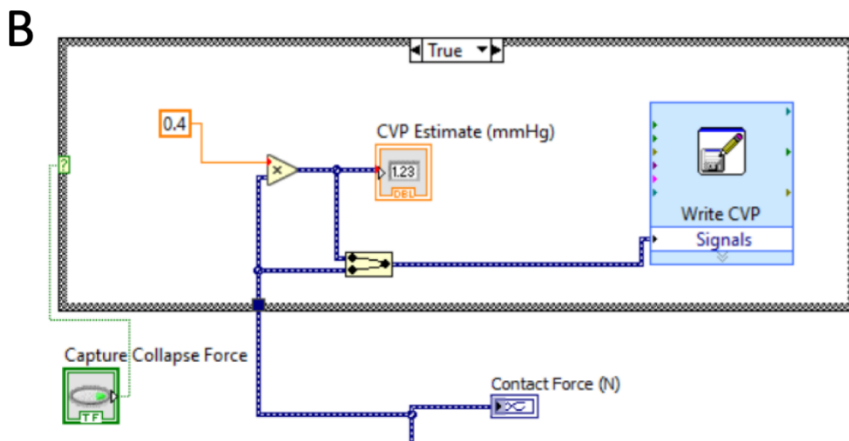 B
True
?
0.4
×
CVP Estimate (mmHg)
1.23
DBL
Write CVP
Signals
Capture Collapse Force
TF
Contact Force (N)